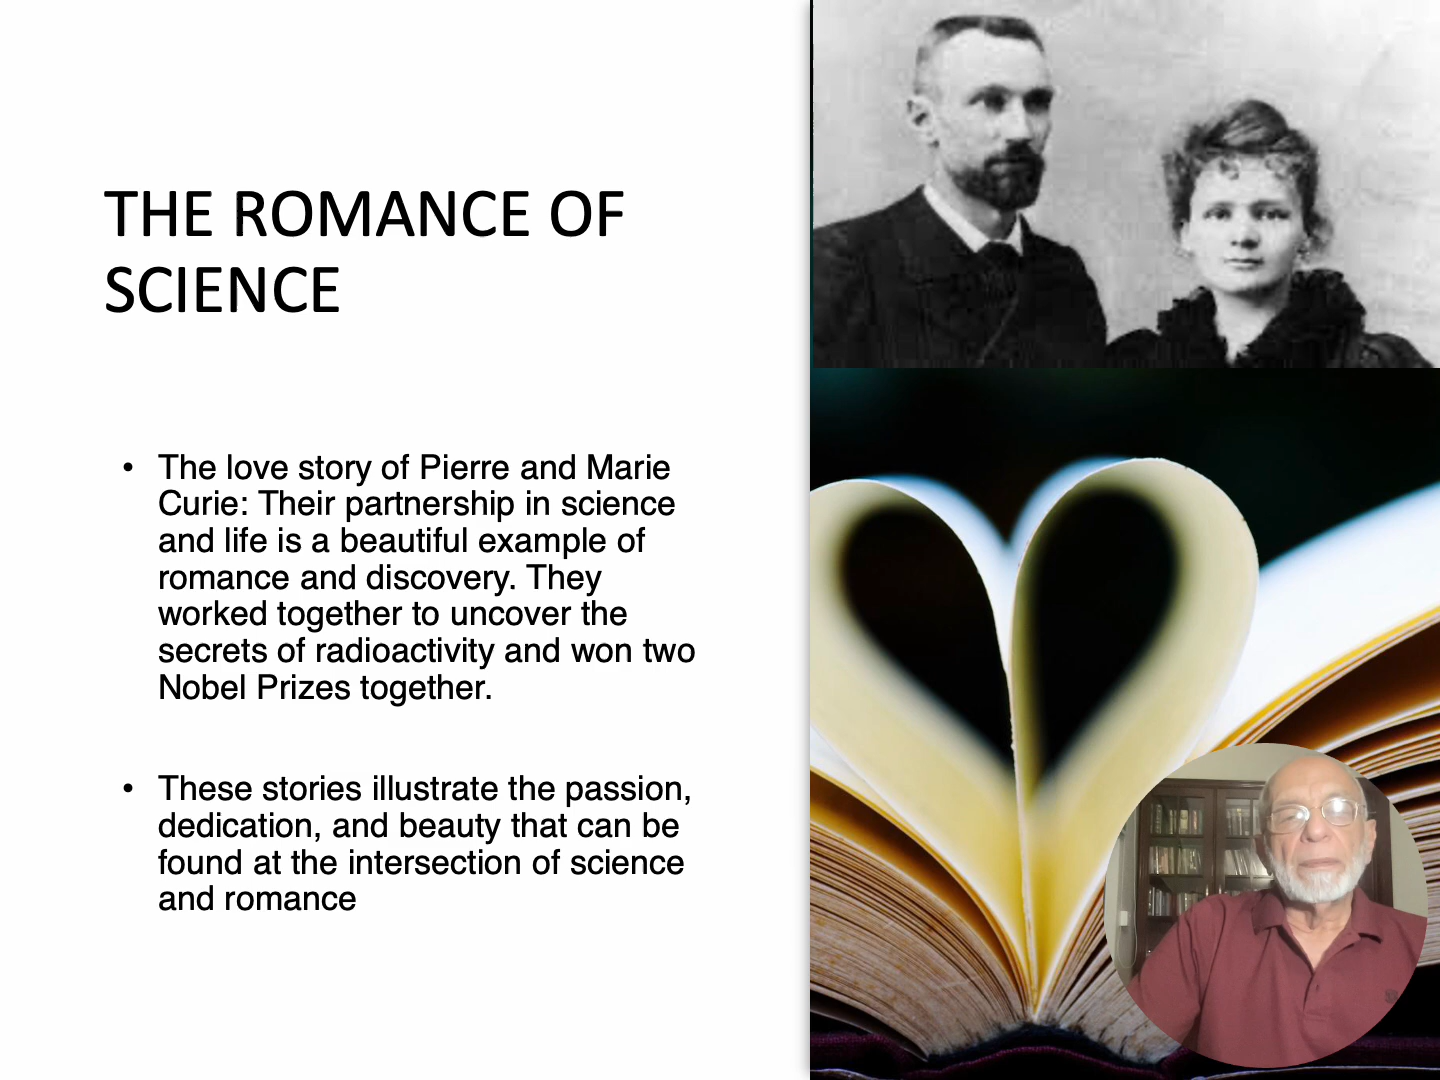 THE ROMANCE OF
SCIENCE
• The love story of Pierre and Marie
Curie: Their partnership in science
and life is a beautiful example of
romance and discovery. They
worked together to uncover the
secrets of radioactivity and won two
Nobel Prizes together.
• These stories illustrate the passion,
dedication, and beauty that can be
found at the intersection of science
and romance